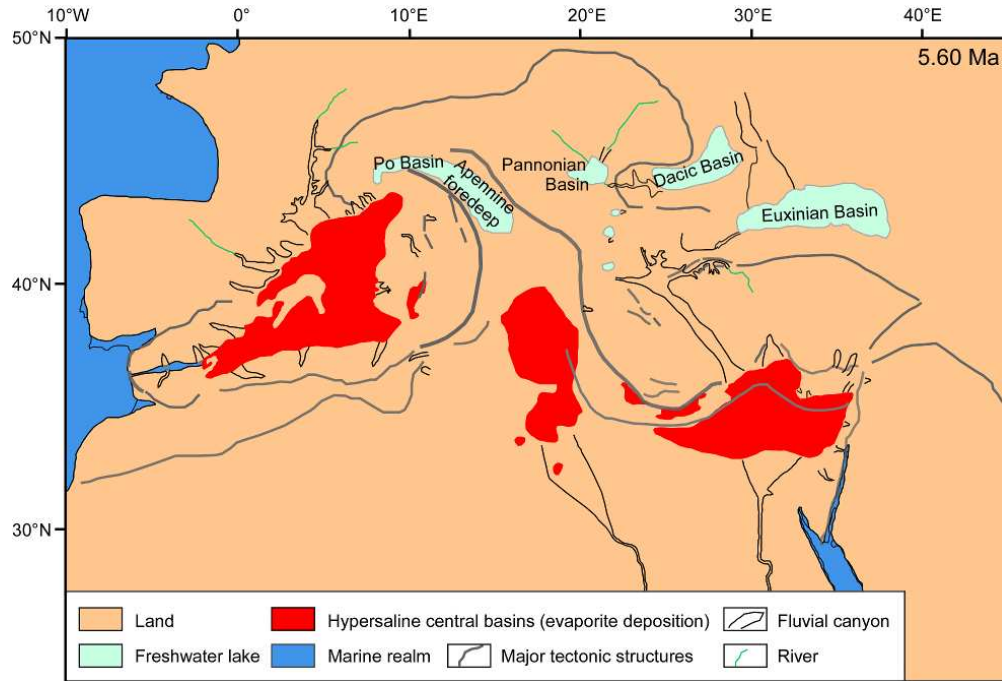 10°W 0° 10°E 20°E 30°E 40°E
50°N
5.60 Ma
Po Basin
Apennine
foredeep
Pannonian
Basin
Dacic Basin
Euxinian Basin
40°N
30°N
Land
Hypersaline central basins (evaporite deposition)
Fluvial canyon
Freshwater lake
Marine realm
Major tectonic structures
River